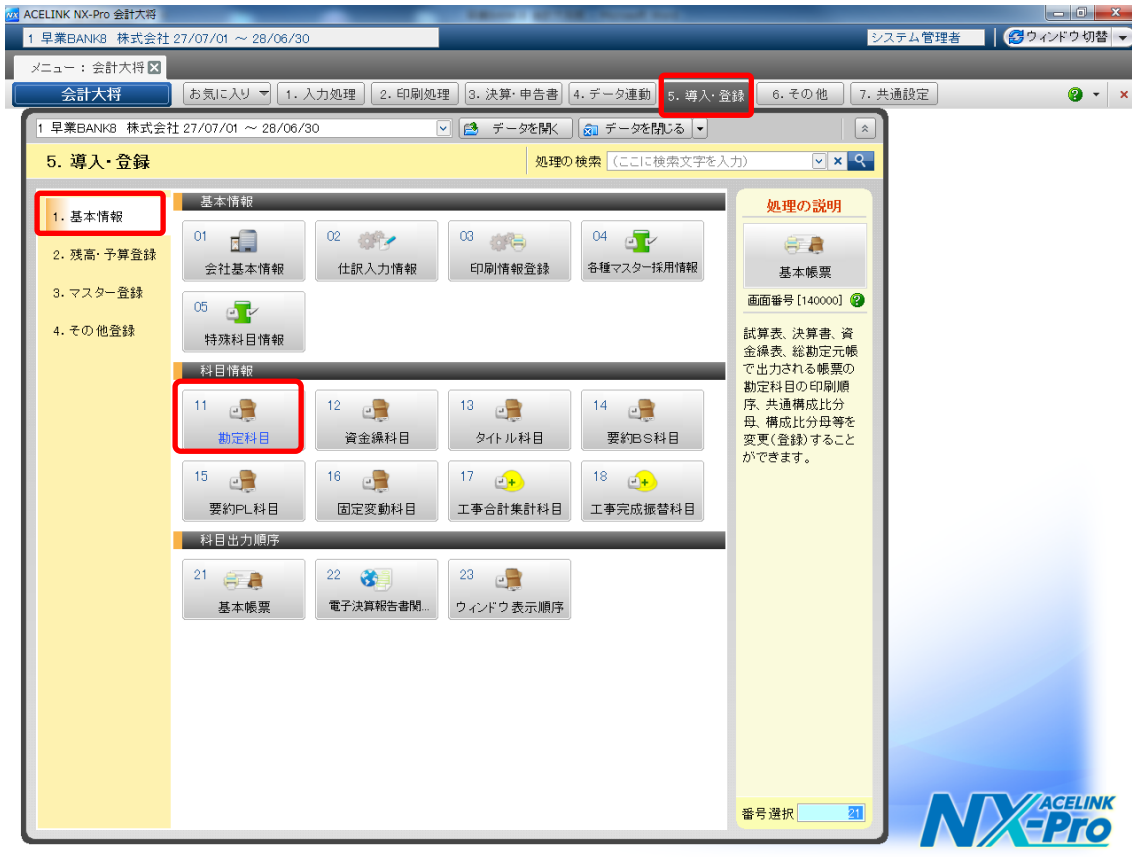 ACELINK NX-Pro 会計大将
1 早業BANK8 株式会社 27/07/01 ～ 28/06/30
システム管理者
ウィンドウ切替
メニュー : 会計大将
会計大将
お気に入り
1. 入力処理
2. 印刷処理
3. 決算・申告書
4. データ連動
5. 導入・登録
6. その他
7. 共通設定
1 早業BANK8 株式会社 27/07/01 ～ 28/06/30
データを開く
データを閉じる
5. 導入・登録
処理の検索
(ここに検索文字を入力)
1. 基本情報
2. 残高・予算登録
3. マスター登録
4. その他登録
基本情報
01 会社基本情報
02 仕訳入力情報
03 印刷情報登録
04 各種マスター採用情報
05 特殊科目情報
科目情報
11 勘定科目
12 資金繰科目
13 タイトル科目
14 要約BS科目
15 要約PL科目
16 固定変動科目
17 工事合計集計科目
18 工事完成振替科目
科目出力順序
21 基本帳票
22 電子決算報告書関...
23 ウィンドウ表示順序
処理の説明
基本帳票
画面番号 [140000]
試算表、決算書、資
金繰表、総勘定元帳
で出力される帳票の
勘定科目の印刷順
序、共通構成比分
母、構成比分母等を
変更(登録)すること
ができます。
番号選択 21
ACELINK
NX-Pro